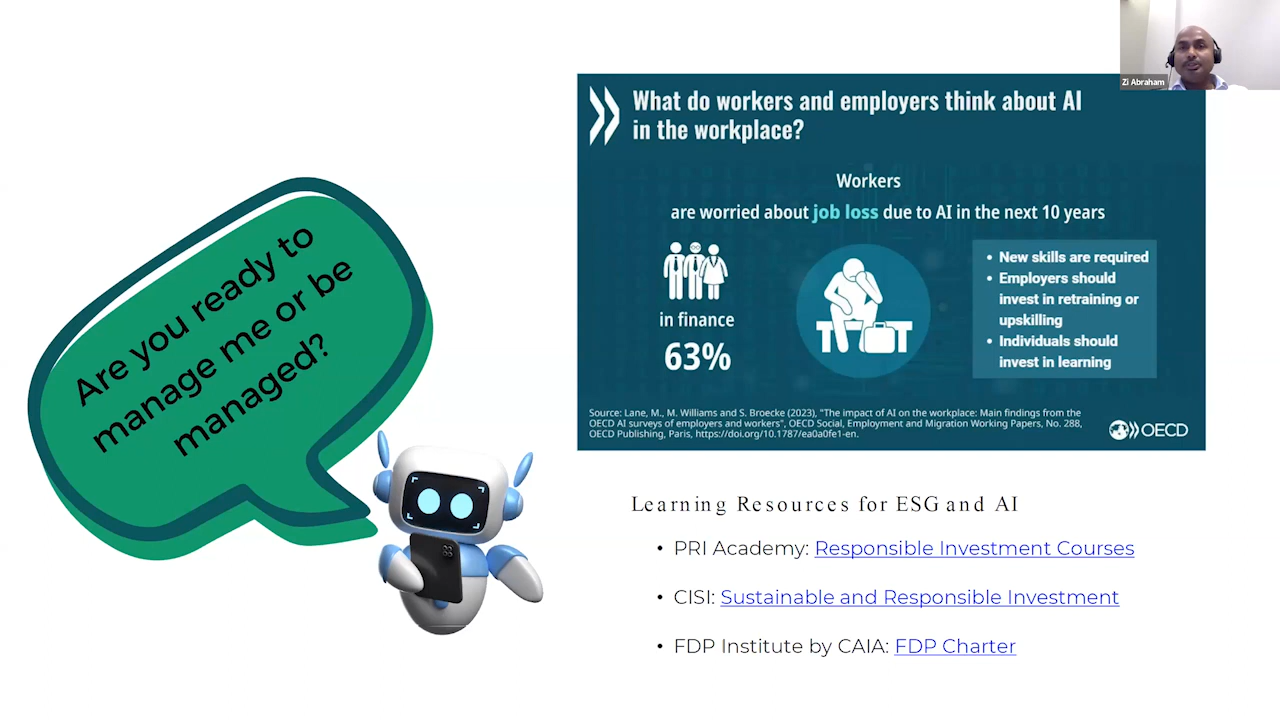 Zi Abraham
What do workers and employers think about AI
in the workplace?
Workers
are worried about job loss due to AI in the next 10 years
in finance
63%
• New skills are required
• Employers should
invest in retraining or
upskilling
• Individuals should
invest in learning
Source: Lane, M., M. Williams and S. Broecke (2023), "The impact of AI on the workplace: Main findings from the
OECD AI surveys of employers and workers", OECD Social, Employment and Migration Working Papers, No. 288,
OECD Publishing, Paris, https://doi.org/10.1787/ea0a0fe1-en.
OECD
Are you ready to
manage me or be
managed?
Learning Resources for ESG and AI
• PRI Academy: Responsible Investment Courses
• CISI: Sustainable and Responsible Investment
• FDP Institute by CAIA: FDP Charter